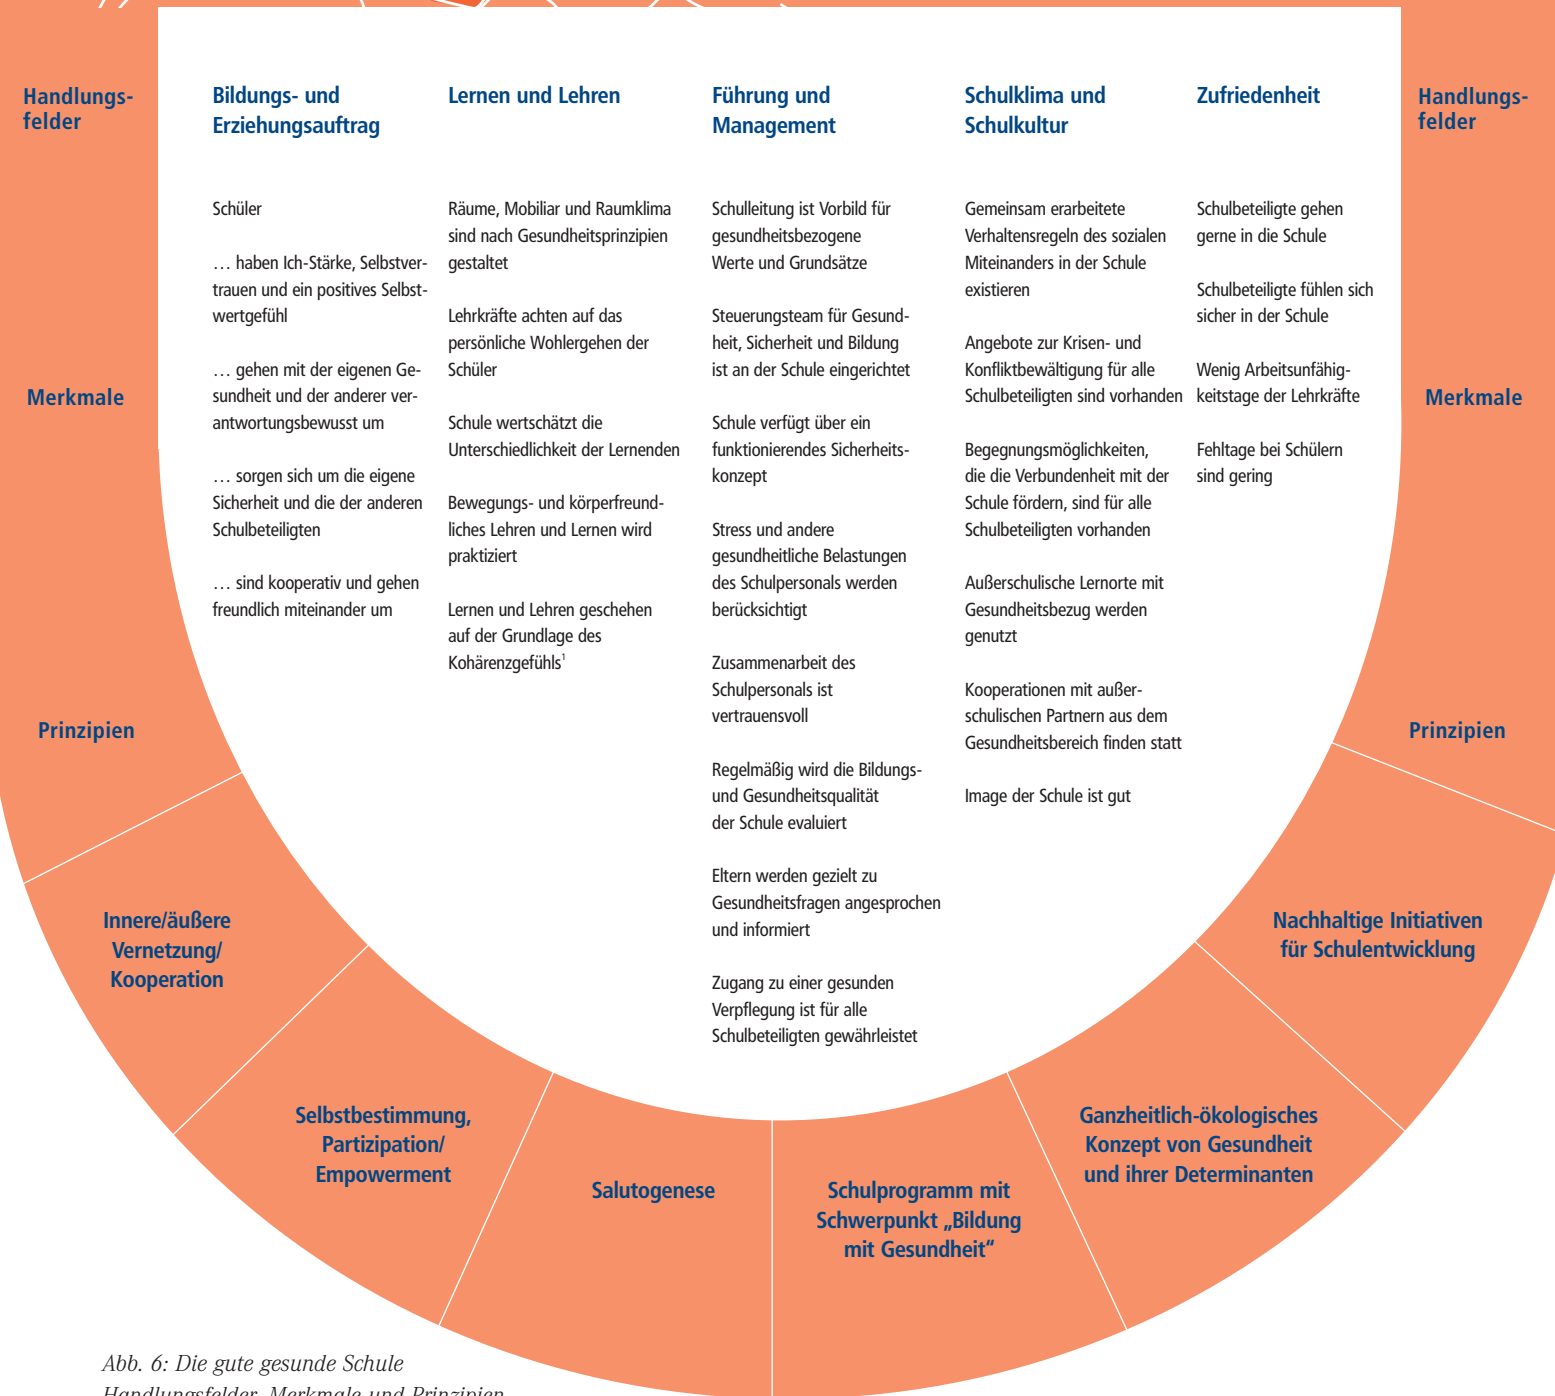 Handlungs-
felder
Bildungs- und
Erziehungsauftrag
Lernen und Lehren
Führung und
Management
Schulklima und
Schulkultur
Zufriedenheit
Handlungs-
felder
Merkmale
Schüler
… haben Ich-Stärke, Selbstver-
trauen und ein positives Selbst-
wertgefühl
… gehen mit der eigenen Ge-
sundheit und der anderer ver-
antwortungsbewusst um
… sorgen sich um die eigene
Sicherheit und die der anderen
Schulbeteiligten
… sind kooperativ und gehen
freundlich miteinander um
Räume, Mobiliar und Raumklima
sind nach Gesundheitsprinzipien
gestaltet
Lehrkräfte achten auf das
persönliche Wohlergehen der
Schüler
Schule wertschätzt die
Unterschiedlichkeit der Lernenden
Bewegungs- und körperfreund-
liches Lehren und Lernen wird
praktiziert
Lernen und Lehren geschehen
auf der Grundlage des
Kohärenzgefühls¹
Schulleitung ist Vorbild für
gesundheitsbezogene
Werte und Grundsätze
Steuerungsteam für Gesund-
heit, Sicherheit und Bildung
ist an der Schule eingerichtet
Schule verfügt über ein
funktionierendes Sicherheits-
konzept
Stress und andere
gesundheitliche Belastungen
des Schulpersonals werden
berücksichtigt
Zusammenarbeit des
Schulpersonals ist
vertrauensvoll
Regelmäßig wird die Bildungs-
und Gesundheitsqualität
der Schule evaluiert
Eltern werden gezielt zu
Gesundheitsfragen angesprochen
und informiert
Zugang zu einer gesunden
Verpflegung ist für alle
Schulbeteiligten gewährleistet
Gemeinsam erarbeitete
Verhaltensregeln des sozialen
Miteinanders in der Schule
existieren
Angebote zur Krisen- und
Konfliktbewältigung für alle
Schulbeteiligten sind vorhanden
Begegnungsmöglichkeiten,
die die Verbundenheit mit der
Schule fördern, sind für alle
Schulbeteiligten vorhanden
Außerschulische Lernorte mit
Gesundheitsbezug werden
genutzt
Kooperationen mit außer-
schulischen Partnern aus dem
Gesundheitsbereich finden statt
Image der Schule ist gut
Schulbeteiligte gehen
gerne in die Schule
Schulbeteiligte fühlen sich
sicher in der Schule
Wenig Arbeitsunfähig-
keitstage der Lehrkräfte
Fehltage bei Schülern
sind gering
Merkmale
Prinzipien
Prinzipien
Innere/äußere
Vernetzung/
Kooperation
Selbstbestimmung,
Partizipation/
Empowerment
Salutogenese
Schulprogramm mit
Schwerpunkt „Bildung
mit Gesundheit“
Ganzheitlich-ökologisches
Konzept von Gesundheit
und ihrer Determinanten
Nachhaltige Initiativen
für Schulentwicklung
Abb. 6: Die gute gesunde Schule
Handlungsfelder, Merkmale und Prinzipien